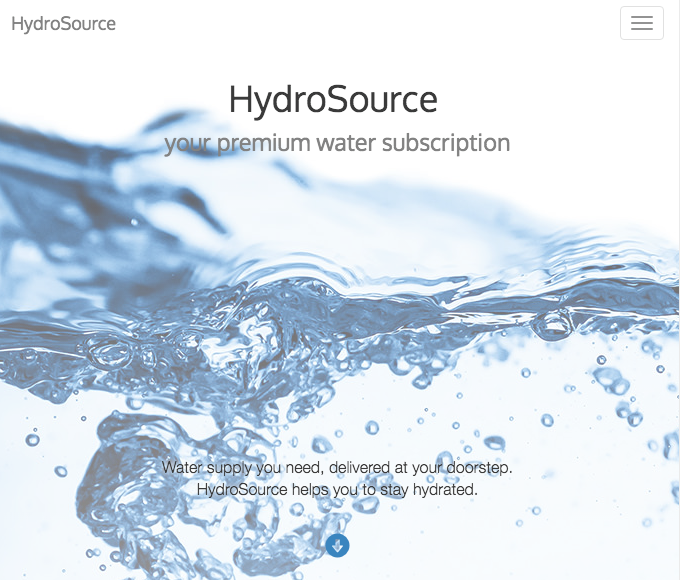 HydroSource
HydroSource
your premium water subscription
Water supply you need, delivered at your doorstep.
HydroSource helps you to stay hydrated.